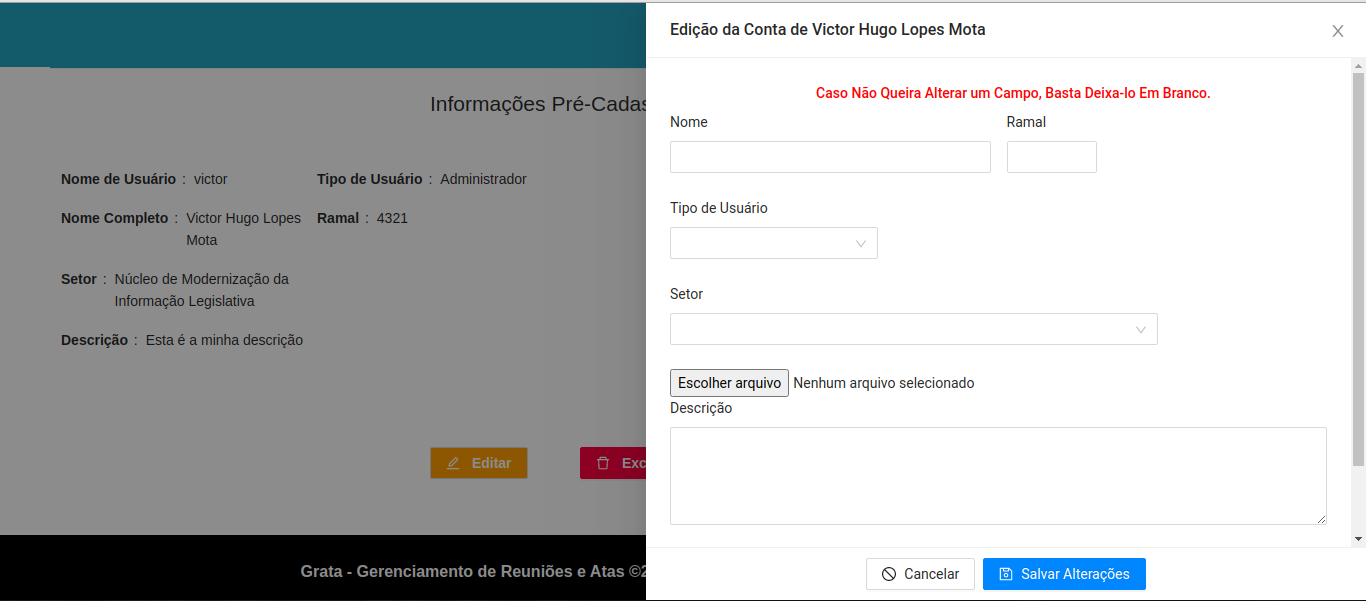 Edição da Conta de Victor Hugo Lopes Mota
Caso Não Queira Alterar um Campo, Basta Deixa-lo Em Branco.
Nome Ramal
Tipo de Usuário
Setor
Escolher arquivo Nenhum arquivo selecionado
Descrição
Cancelar Salvar Alterações
Informações Pré-Cadas
Nome de Usuário : victor Tipo de Usuário : Administrador
Nome Completo : Victor Hugo Lopes Ramal : 4321
Mota
Setor : Núcleo de Modernização da
Informação Legislativa
Descrição : Esta é a minha descrição
Editar Exc
Grata - Gerenciamento de Reuniões e Atas ©2